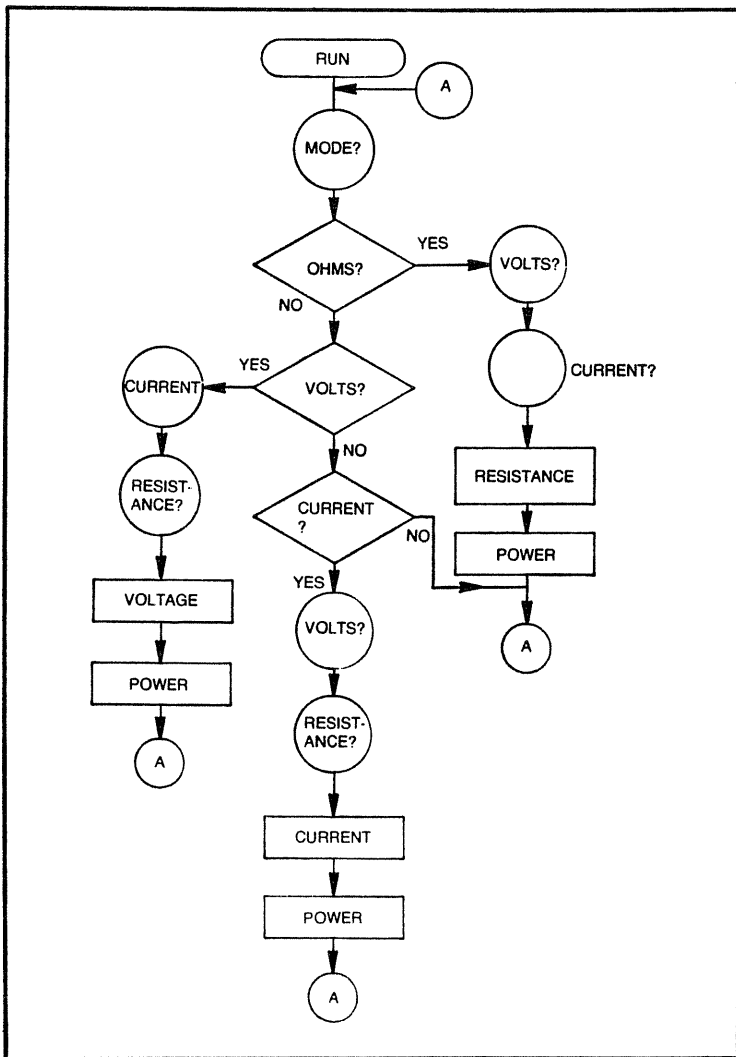 RUN
A
MODE?
OHMS?
YES
VOLTS?
NO
CURRENT?
YES
CURRENT
VOLTS?
RESIST-
ANCE?
NO
CURRENT
?
NO
RESISTANCE
POWER
A
YES
VOLTS?
VOLTAGE
POWER
A
RESIST-
ANCE?
CURRENT
POWER
A